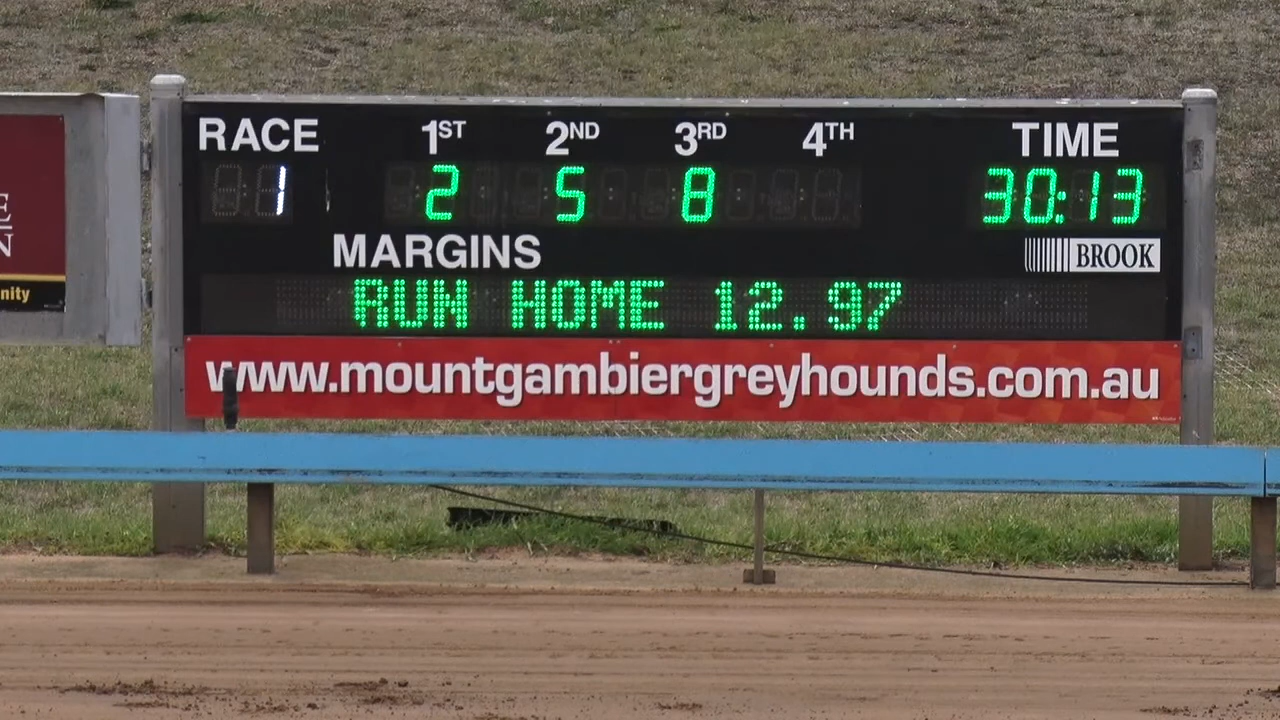 RACE 1ST 2ND 3RD 4TH TIME
1 2 5 8 30:13
MARGINS BROOK
RUN HOME 12.97
www.mountgambiergreyhounds.com.au
E
N
nity